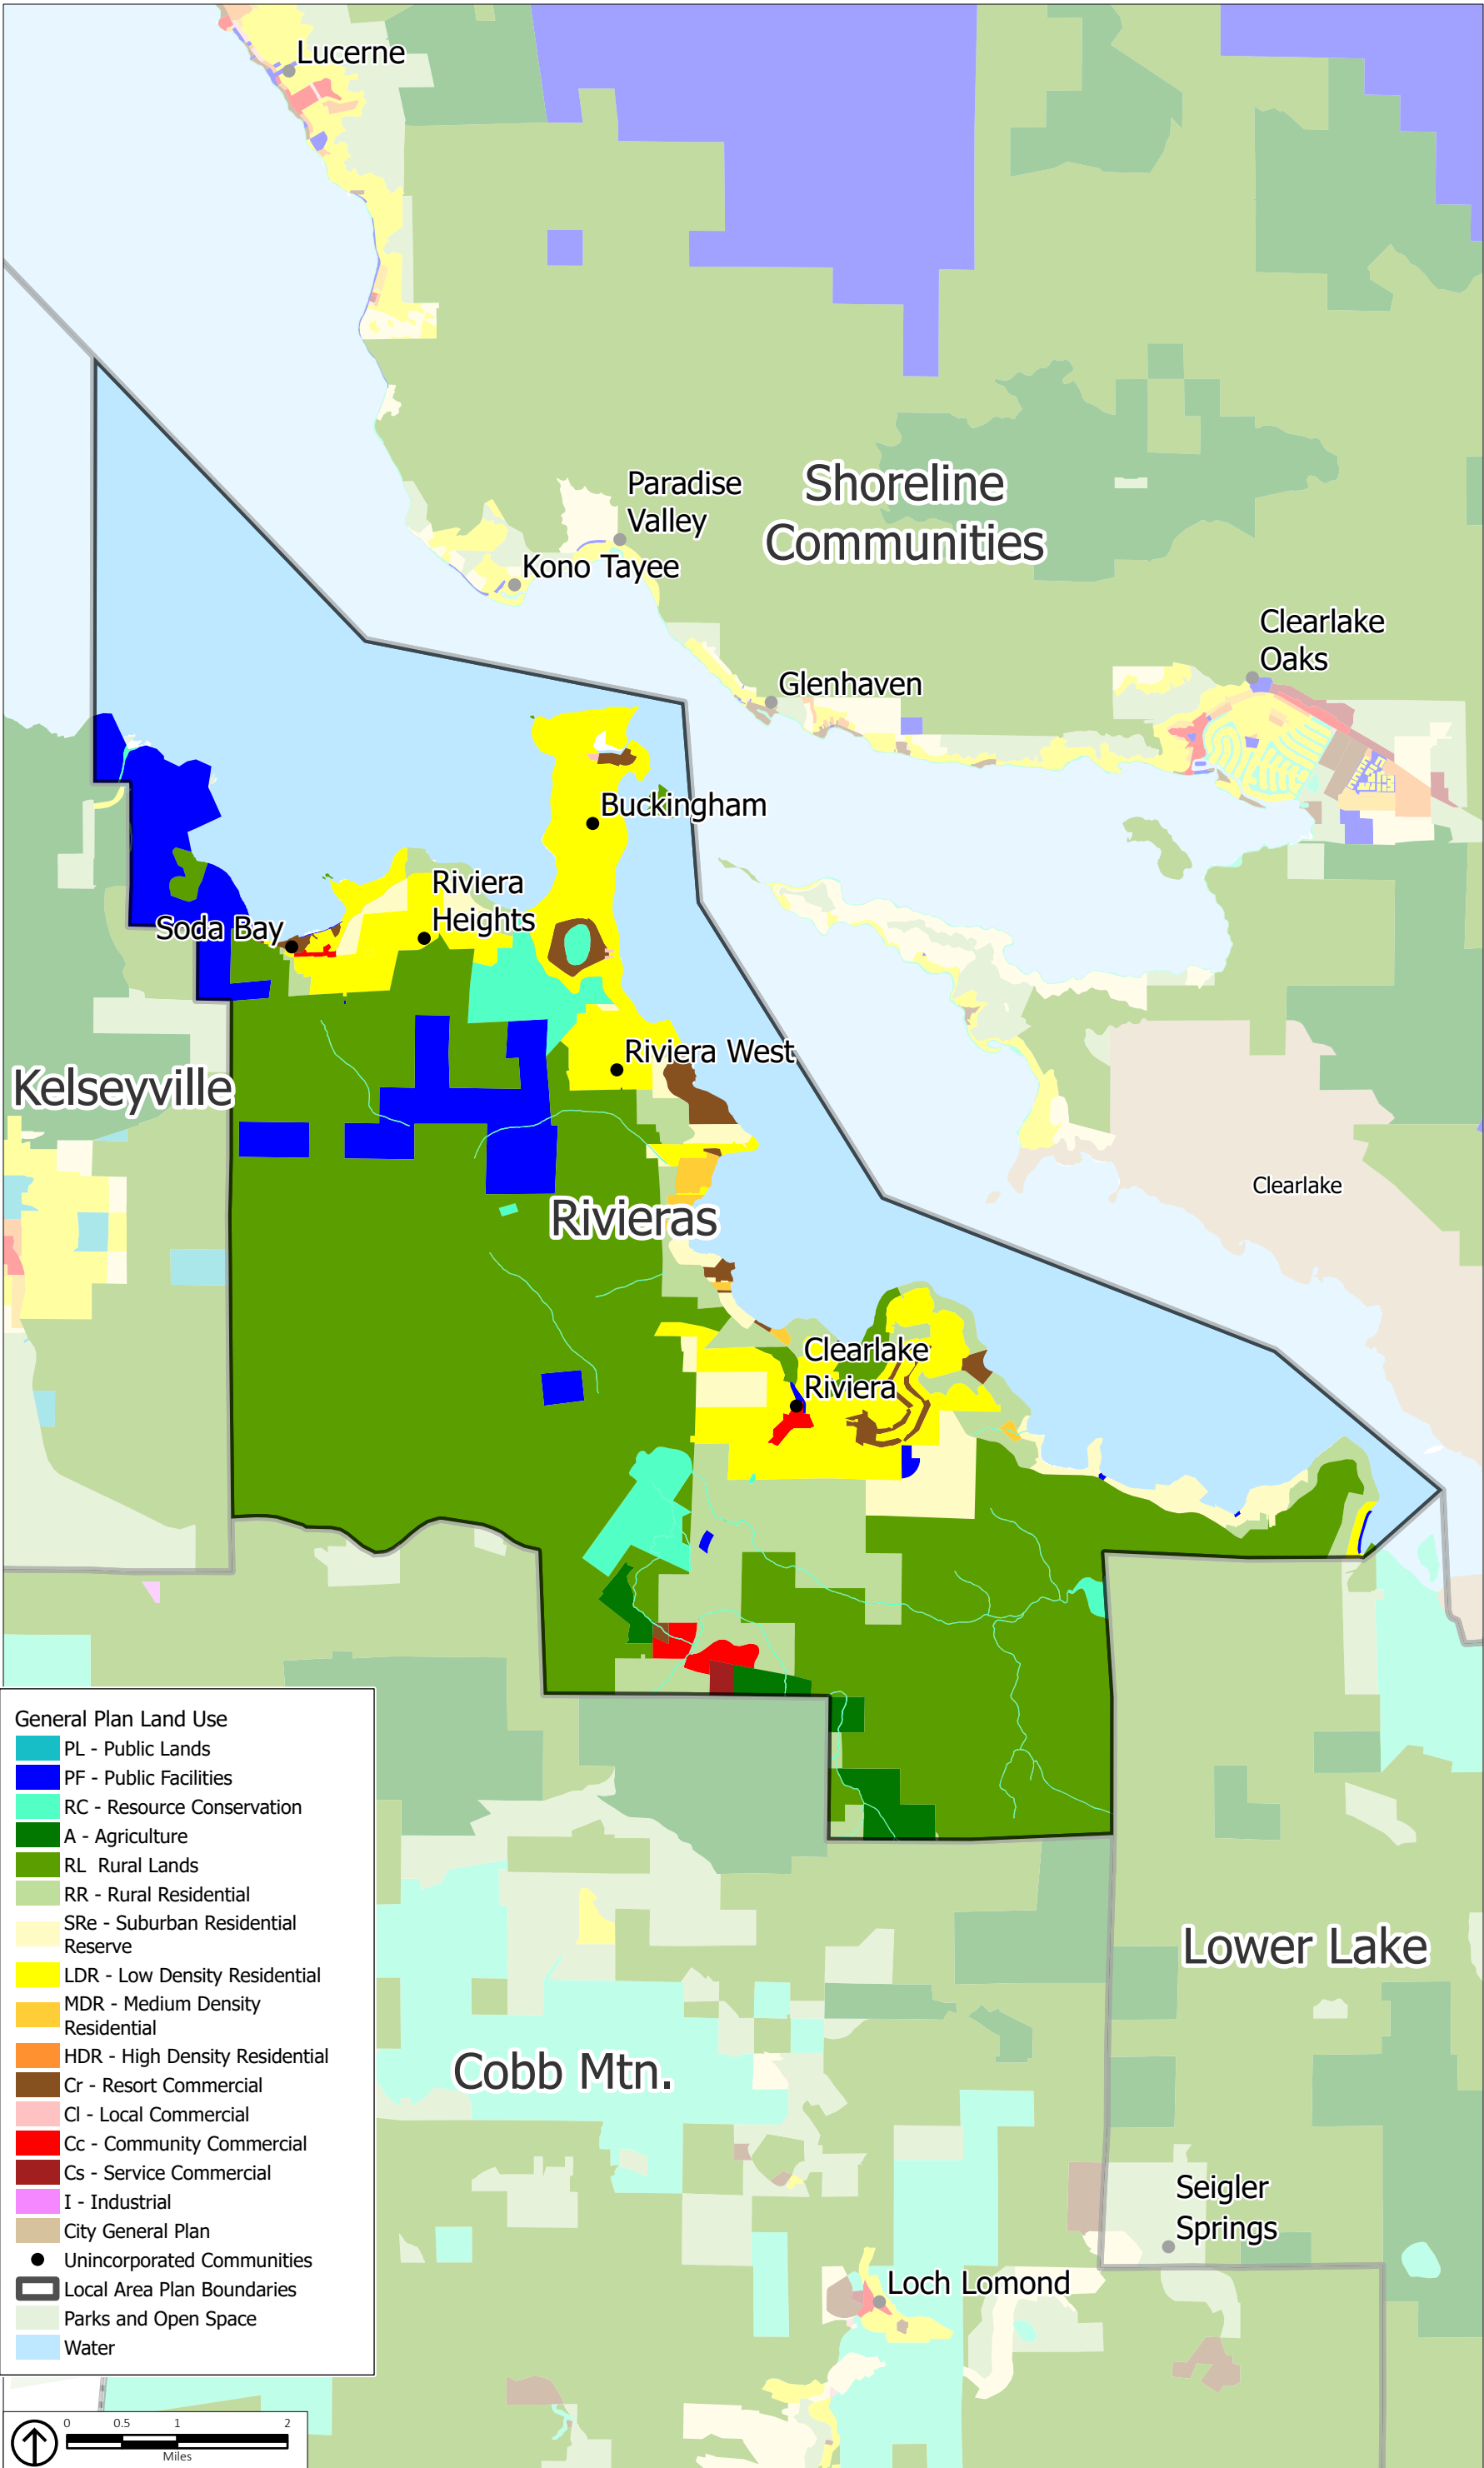 Lucerne
Paradise
Valley
Shoreline
Communities
Kono Tayee
Clearlake
Oaks
Glenhaven
Buckingham
Riviera
Heights
Soda Bay
Riviera West
Kelseyville
Clearlake
Rivieras
Clearlake
Riviera
Lower Lake
Cobb Mtn.
Seigler
Springs
Loch Lomond
General Plan Land Use
PL - Public Lands
PF - Public Facilities
RC - Resource Conservation
A - Agriculture
RL Rural Lands
RR - Rural Residential
SRe - Suburban Residential
Reserve
LDR - Low Density Residential
MDR - Medium Density
Residential
HDR - High Density Residential
Cr - Resort Commercial
Cl - Local Commercial
Cc - Community Commercial
Cs - Service Commercial
I - Industrial
City General Plan
Unincorporated Communities
Local Area Plan Boundaries
Parks and Open Space
Water
0 0.5 1 2
Miles